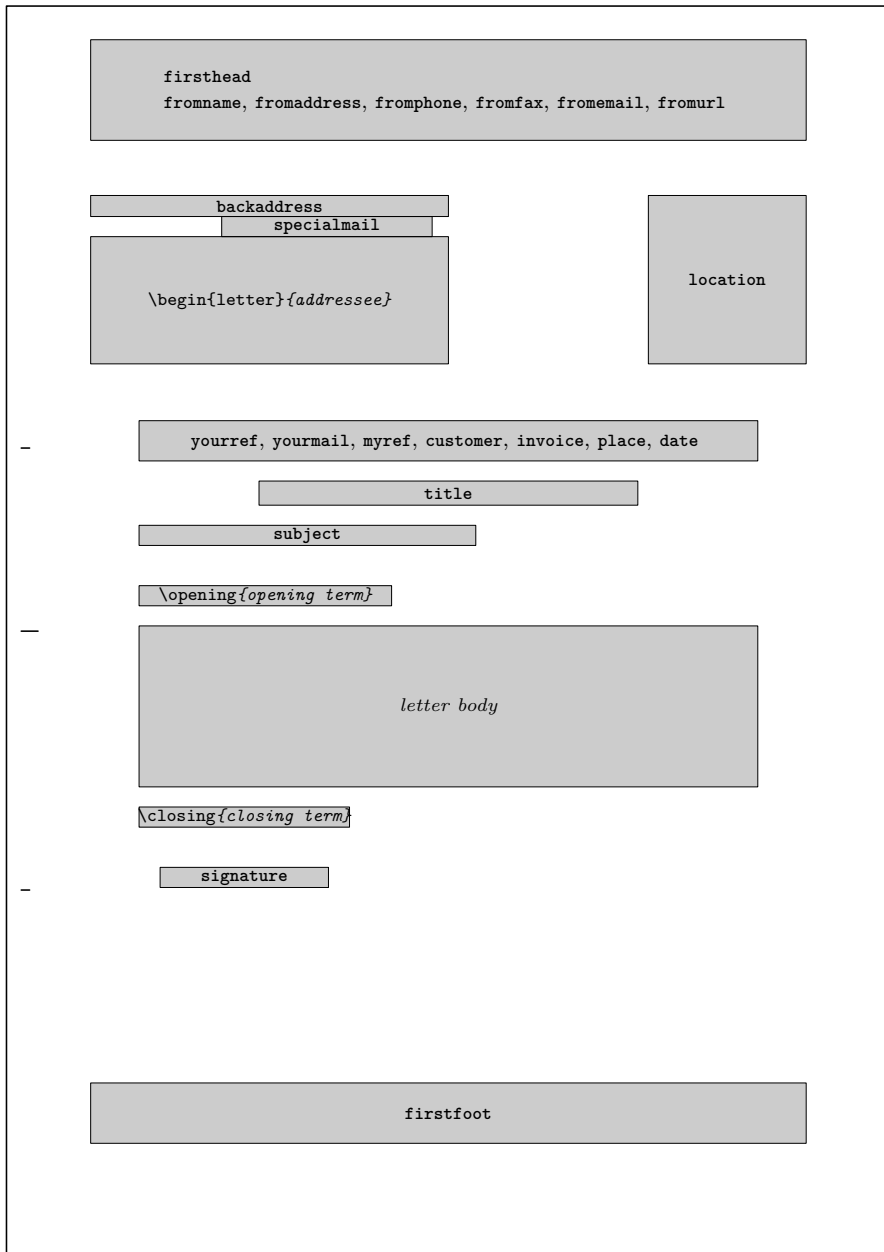 firsthead
fromname, fromaddress, fromphone, fromfax, fromemail, fromurl
backaddress
specialmail
\begin{letter}{addressee}
location
yourref, yourmail, myref, customer, invoice, place, date
title
subject
\opening{opening term}
letter body
\closing{closing term}
signature
firstfoot